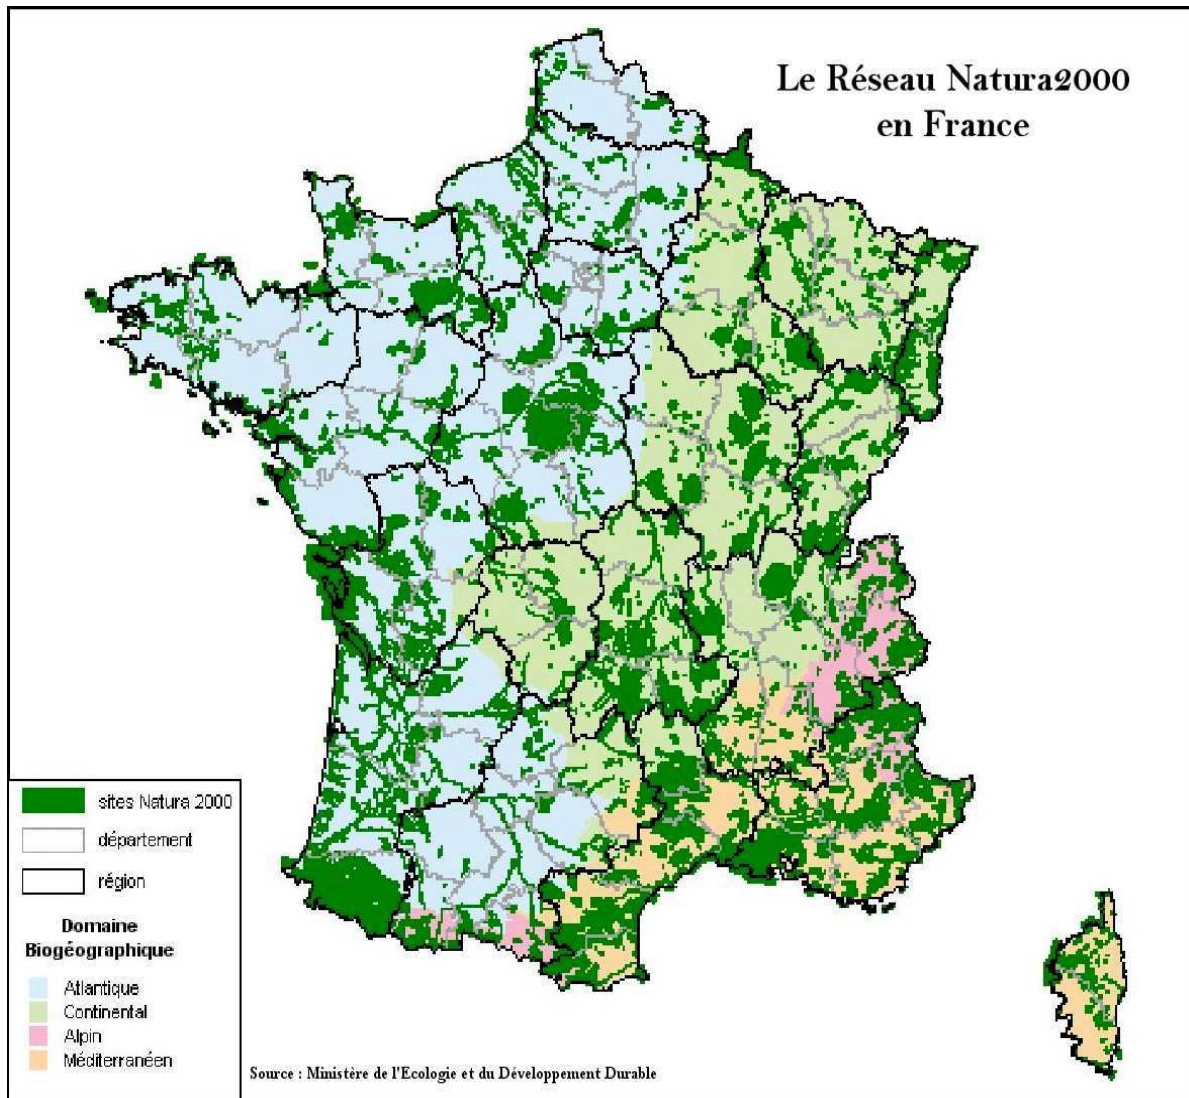 Le Réseau Natura2000
en France
sites Natura 2000
département
région
Domaine
Biogéographique
Atlantique
Continental
Alpin
Méditerranéen
Source : Ministère de l'Ecologie et du Développement Durable